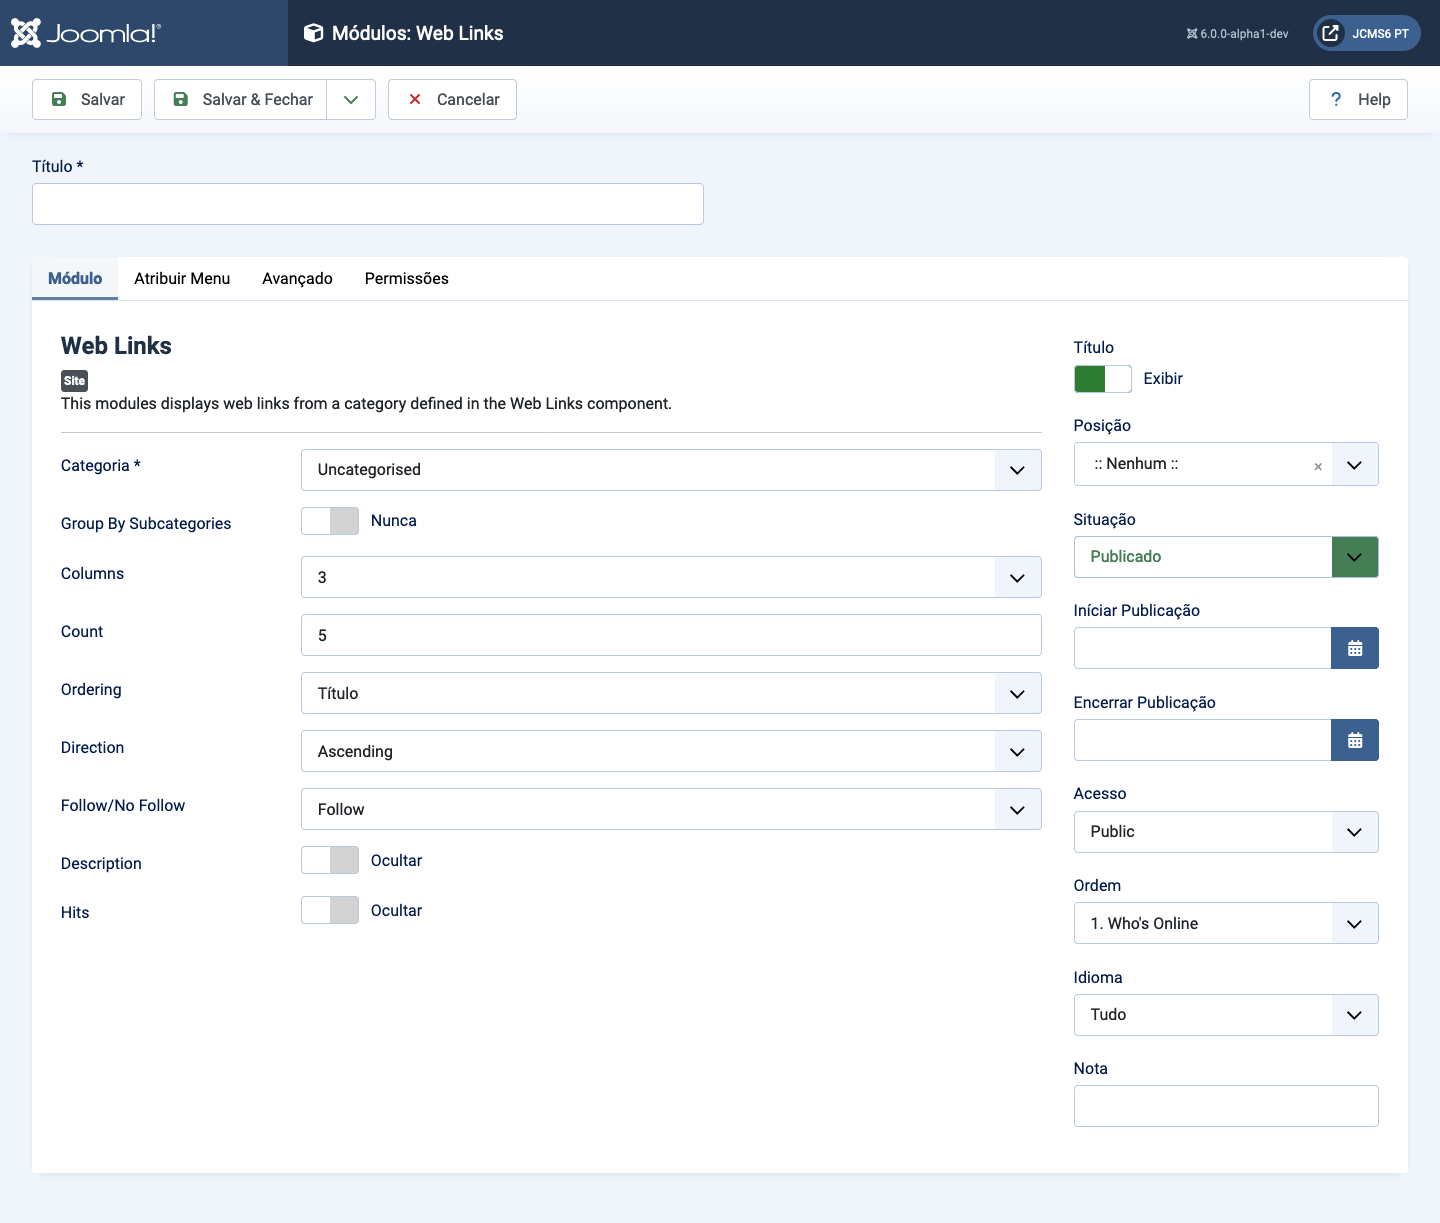 Joomla!®
Módulos: Web Links
6.0.0-alpha1-dev
JCMS6 PT
Salvar
Salvar & Fechar
Cancelar
? Help
Título *
Módulo
Atribuir Menu
Avançado
Permissões
Web Links
Site
This modules displays web links from a category defined in the Web Links component.
Categoria *
Uncategorised
Group By Subcategories
Nunca
Columns
3
Count
5
Ordering
Título
Direction
Ascending
Follow/No Follow
Follow
Description
Ocultar
Hits
Ocultar
Título
Exibir
Posição
:: Nenhum ::
×
Situação
Publicado
Iníciar Publicação
Encerrar Publicação
Acesso
Public
Ordem
1. Who's Online
Idioma
Tudo
Nota